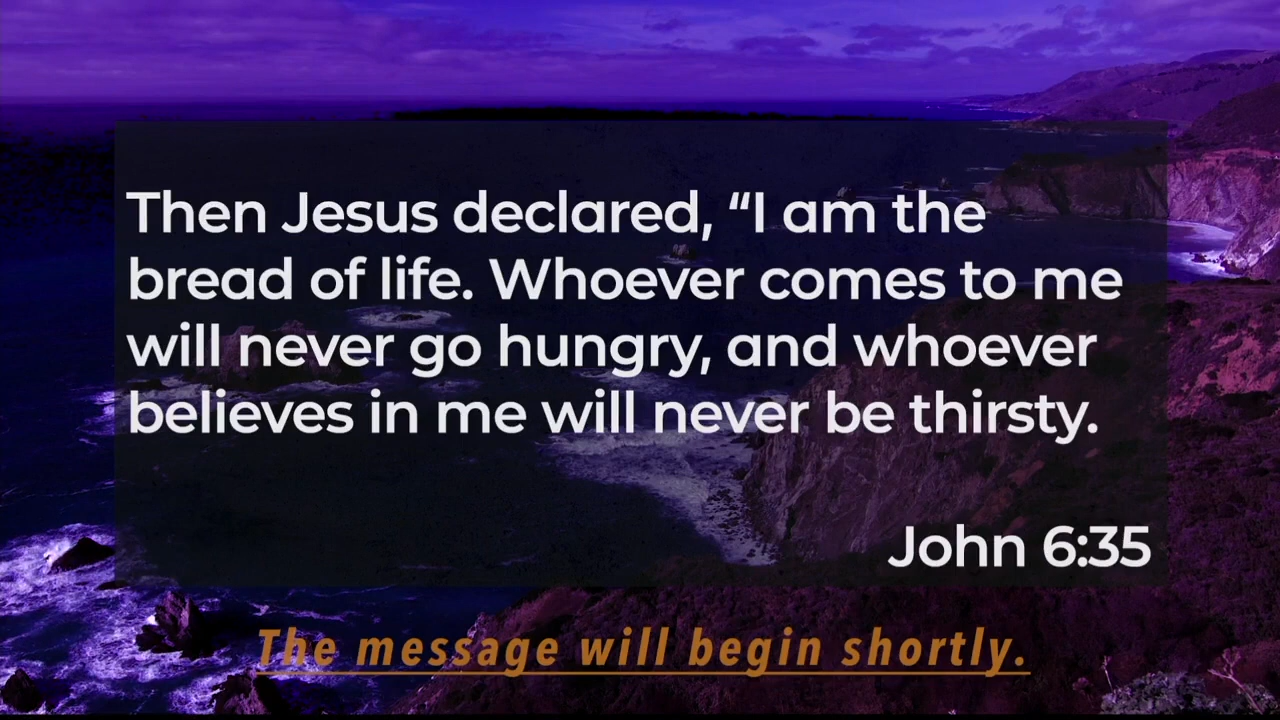 Then Jesus declared, “I am the
bread of life. Whoever comes to me
will never go hungry, and whoever
believes in me will never be thirsty.
John 6:35
The message will begin shortly.